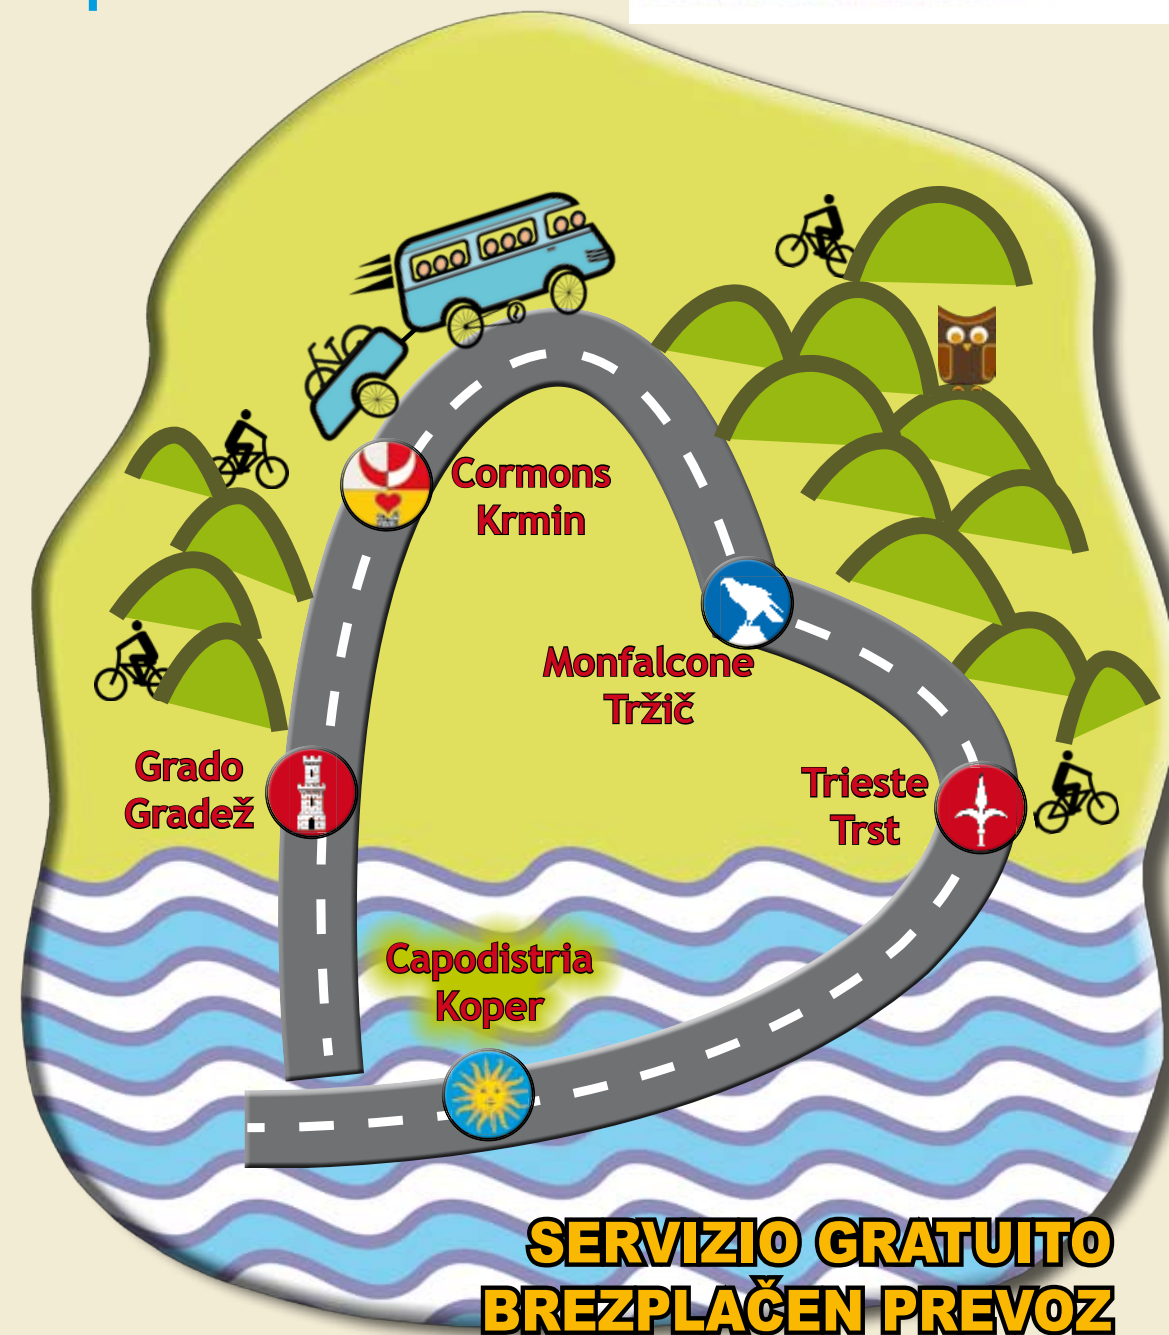 Cormons
Krmin
Monfalcone
Tržič
Grado
Gradež
Trieste
Trst
Capodistria
Koper
SERVIZIO GRATUITO
BREZPLAČEN PREVOZ